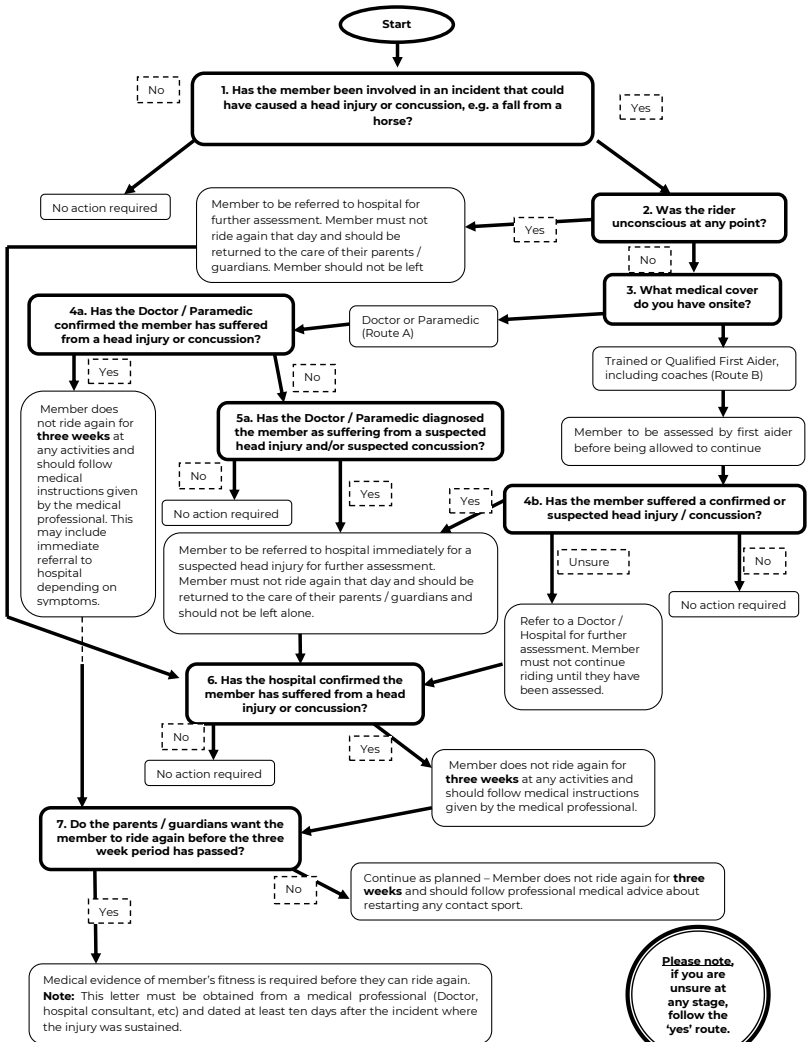 Start
No
1. Has the member been involved in an incident that could
have caused a head injury or concussion, e.g. a fall from a
horse?
Yes
No action required
Member to be referred to hospital for
further assessment. Member must not
ride again that day and should be
returned to the care of their parents /
guardians. Member should not be left
Yes
2. Was the rider
unconscious at any point?
No
3. What medical cover
do you have onsite?
4a. Has the Doctor / Paramedic
confirmed the member has suffered
from a head injury or concussion?
Doctor or Paramedic
(Route A)
Trained or Qualified First Aider,
including coaches (Route B)
Yes
No
Member does
not ride again for
three weeks at
any activities and
should follow
medical
instructions given
by the medical
professional. This
may include
immediate
referral to
hospital
depending on
symptoms.
5a. Has the Doctor / Paramedic diagnosed
the member as suffering from a suspected
head injury and/or suspected concussion?
Member to be assessed by first aider
before being allowed to continue
No
Yes
Yes
4b. Has the member suffered a confirmed or
suspected head injury / concussion?
No action required
Member to be referred to hospital immediately for a
suspected head injury for further assessment.
Member must not ride again that day and should be
returned to the care of their parents / guardians and
should not be left alone.
Unsure
No
No action required
Refer to a Doctor /
Hospital for further
assessment. Member
must not continue
riding until they have
been assessed.
6. Has the hospital confirmed the
member has suffered from a head
injury or concussion?
No
Yes
No action required
Member does not ride again for
three weeks at any activities and
should follow medical instructions
given by the medical professional.
7. Do the parents / guardians want the
member to ride again before the three
week period has passed?
No
Continue as planned – Member does not ride again for three
weeks and should follow professional medical advice about
restarting any contact sport.
Yes
Medical evidence of member's fitness is required before they can ride again.
Note: This letter must be obtained from a medical professional (Doctor,
hospital consultant, etc) and dated at least ten days after the incident where
the injury was sustained.
Please note,
if you are
unsure at
any stage,
follow the
'yes' route.